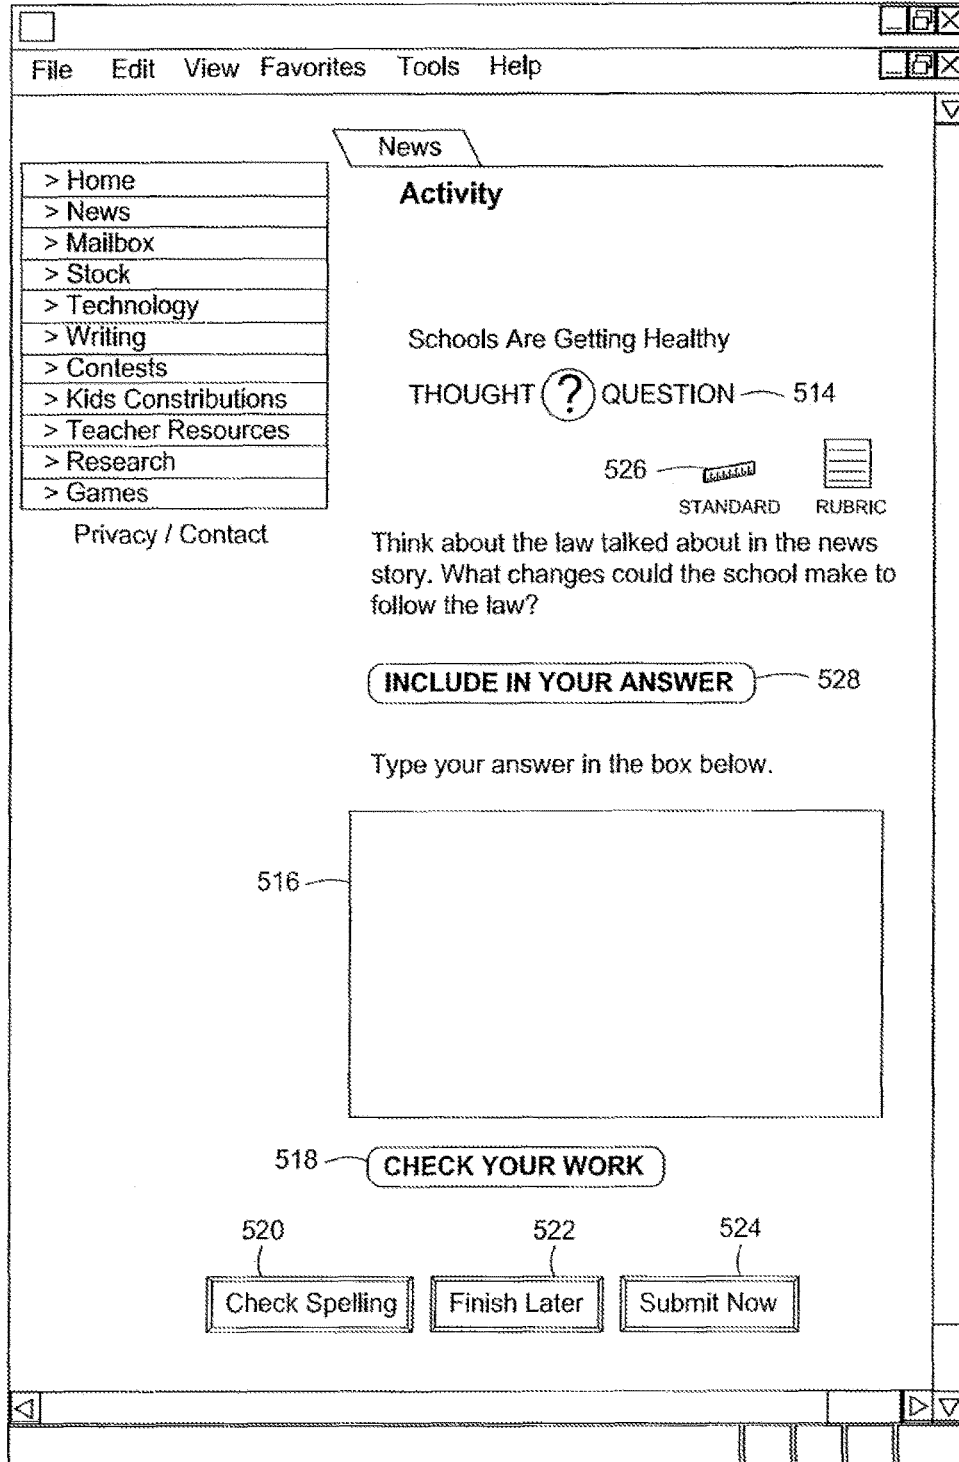 File Edit View Favorites Tools Help
News
> Home
> News
> Mailbox
> Stock
> Technology
> Writing
> Contests
> Kids Constributions
> Teacher Resources
> Research
> Games
Privacy / Contact
Activity
Schools Are Getting Healthy
THOUGHT ? QUESTION 514
526
STANDARD RUBRIC
Think about the law talked about in the news
story. What changes could the school make to
follow the law?
INCLUDE IN YOUR ANSWER 528
Type your answer in the box below.
516
518 CHECK YOUR WORK
520 522 524
Check Spelling Finish Later Submit Now